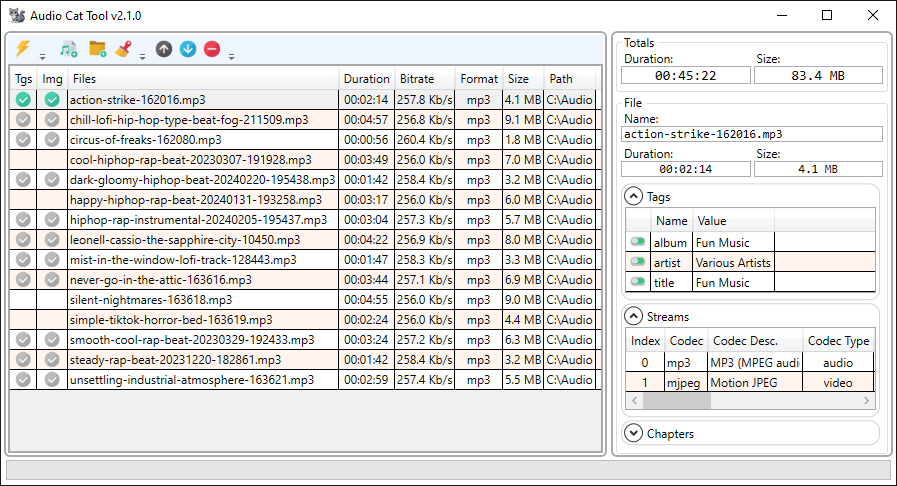 Audio Cat Tool v2.1.0
Tgs Img Files Duration Bitrate Format Size Path
action-strike-162016.mp3 00:02:14 257.8 Kb/s mp3 4.1 MB C:\Audio
chill-lofi-hip-hop-type-beat-fog-211509.mp3 00:04:57 256.8 Kb/s mp3 9.1 MB C:\Audio
circus-of-freaks-162080.mp3 00:00:56 260.4 Kb/s mp3 1.8 MB C:\Audio
cool-hiphop-rap-beat-20230307-191928.mp3 00:03:49 256.0 Kb/s mp3 7.0 MB C:\Audio
dark-gloomy-hiphop-beat-20240220-195438.mp3 00:01:42 258.4 Kb/s mp3 3.2 MB C:\Audio
happy-hiphop-rap-beat-20240131-193258.mp3 00:03:17 256.0 Kb/s mp3 6.0 MB C:\Audio
hiphop-rap-instrumental-20240205-195437.mp3 00:03:04 257.3 Kb/s mp3 5.7 MB C:\Audio
leonell-cassio-the-sapphire-city-10450.mp3 00:04:22 256.9 Kb/s mp3 8.0 MB C:\Audio
mist-in-the-window-lofi-track-128443.mp3 00:01:47 258.3 Kb/s mp3 3.3 MB C:\Audio
never-go-in-the-attic-163616.mp3 00:03:44 257.1 Kb/s mp3 6.9 MB C:\Audio
silent-nightmares-163618.mp3 00:04:55 256.0 Kb/s mp3 9.0 MB C:\Audio
simple-tiktok-horror-bed-163619.mp3 00:02:24 256.0 Kb/s mp3 4.4 MB C:\Audio
smooth-cool-rap-beat-20230329-192433.mp3 00:03:24 257.2 Kb/s mp3 6.3 MB C:\Audio
steady-rap-beat-20231220-182861.mp3 00:01:42 258.4 Kb/s mp3 3.2 MB C:\Audio
unsettling-industrial-atmosphere-163621.mp3 00:02:59 257.4 Kb/s mp3 5.5 MB C:\Audio
Totals
Duration: Size:
00:45:22 83.4 MB
File
Name:
action-strike-162016.mp3
Duration: Size:
00:02:14 4.1 MB
Tags
Name Value
album Fun Music
artist Various Artists
title Fun Music
Streams
Index Codec Codec Desc. Codec Type
0 mp3 MP3 (MPEG audi audio
1 mjpeg Motion JPEG video
Chapters